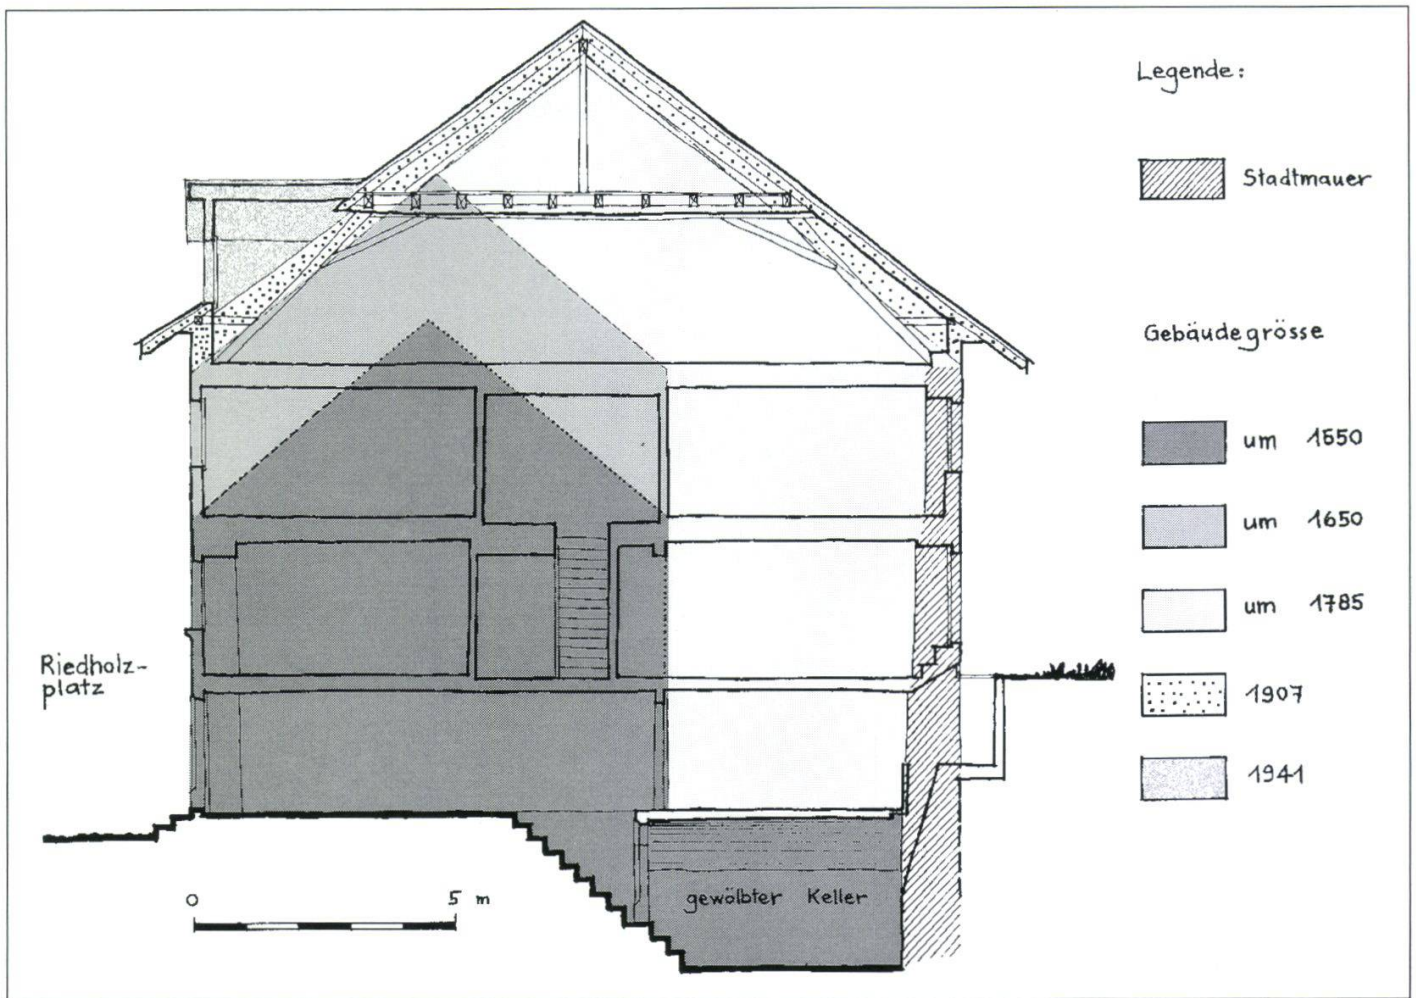 Legende:
Stadtmauer
Gebäudegrösse
um 1550
um 1650
um 1785
1907
1941
Riedholz-
platz
0 5 m
gewölbter Keller